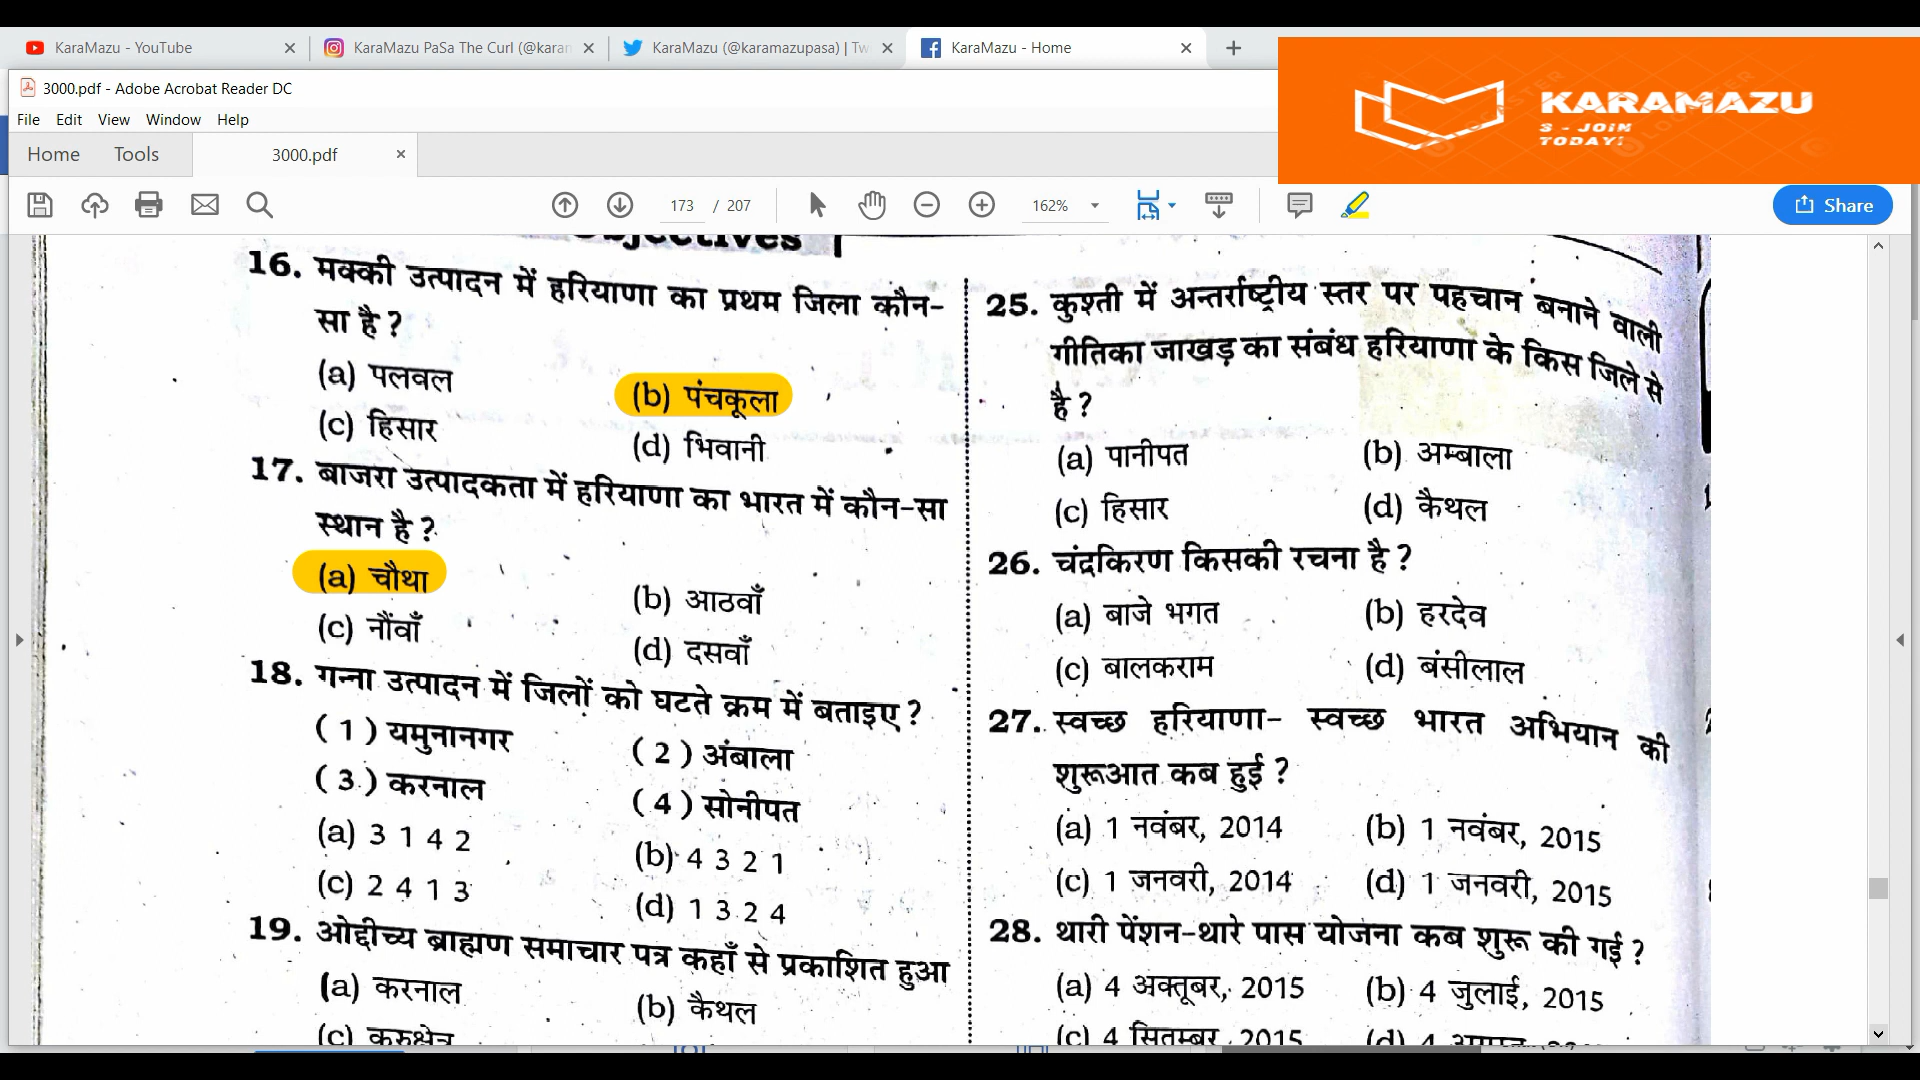 KaraMazu - YouTube
KaraMazu PaSa The Curl (@karan
KaraMazu (@karamazupasa) | Tw
KaraMazu - Home
KARAMAZU
S - JOIN
TODAY!
3000.pdf - Adobe Acrobat Reader DC
File Edit View Window Help
Home Tools 3000.pdf
173 / 207 162% Share
Objectives
16. मक्की उत्पादन में हरियाणा का प्रथम जिला कौन-
सा है ?
(a) पलवल
(b) पंचकूला
(c) हिसार
(d) भिवानी
17. बाजरा उत्पादकता में हरियाणा का भारत में कौन-सा
स्थान है ?
(a) चौथा
(b) आठवाँ
(c) नौंवाँ
(d) दसवाँ
18. गन्ना उत्पादन में जिलों को घटते क्रम में बताइए ?
( 1 ) यमुनानगर
( 2 ) अंबाला
( 3 ) करनाल
( 4 ) सोनीपत
(a) 3 1 4 2
(b) 4 3 2 1
(c) 2 4 1 3
(d) 1 3 2 4
19. ओद्दीच्य ब्राह्मण समाचार पत्र कहाँ से प्रकाशित हुआ
(a) करनाल
(b) कैथल
(c) कुरुक्षेत्र
25. कुश्ती में अन्तर्राष्ट्रीय स्तर पर पहचान बनाने वाली
गीतिका जाखड़ का संबंध हरियाणा के किस जिले से
है ?
(a) पानीपत
(b) अम्बाला
(c) हिसार
(d) कैथल
26. चंद्रकिरण किसकी रचना है ?
(a) बाजे भगत
(b) हरदेव
(c) बालकराम
(d) बंसीलाल
27. स्वच्छ हरियाणा- स्वच्छ भारत अभियान की
शुरूआत कब हुई ?
(a) 1 नवंबर, 2014
(b) 1 नवंबर, 2015
(c) 1 जनवरी, 2014
(d) 1 जनवरी, 2015
28. थारी पेंशन-थारे पास योजना कब शुरू की गई ?
(a) 4 अक्तूबर, 2015
(b) 4 जुलाई, 2015
(c) 4 सितम्बर, 2015
(d) 4